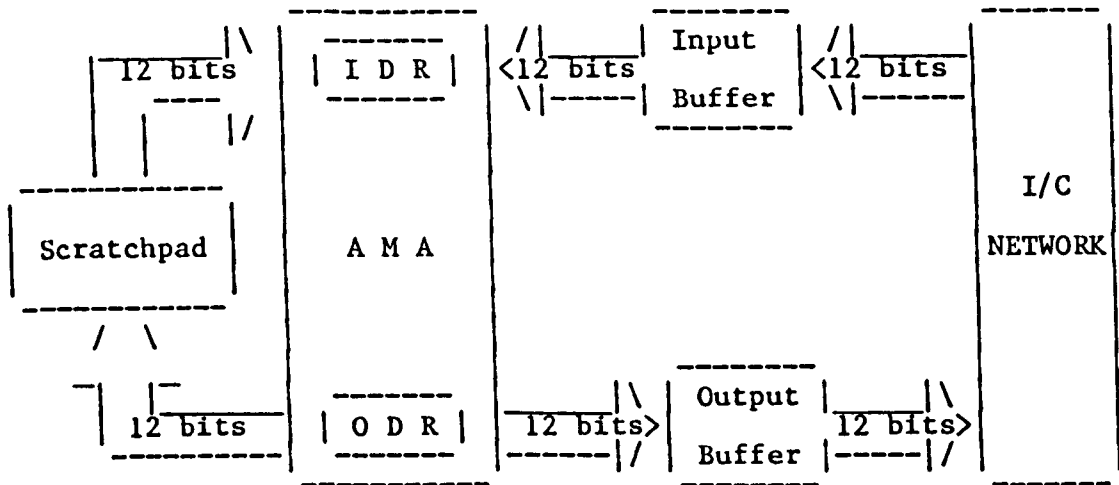 Input
12 bits
I D R
12 bits
12 bits
Buffer
I/C
Scratchpad
A M A
NETWORK
Output
12 bits
O D R
12 bits
12 bits
Buffer